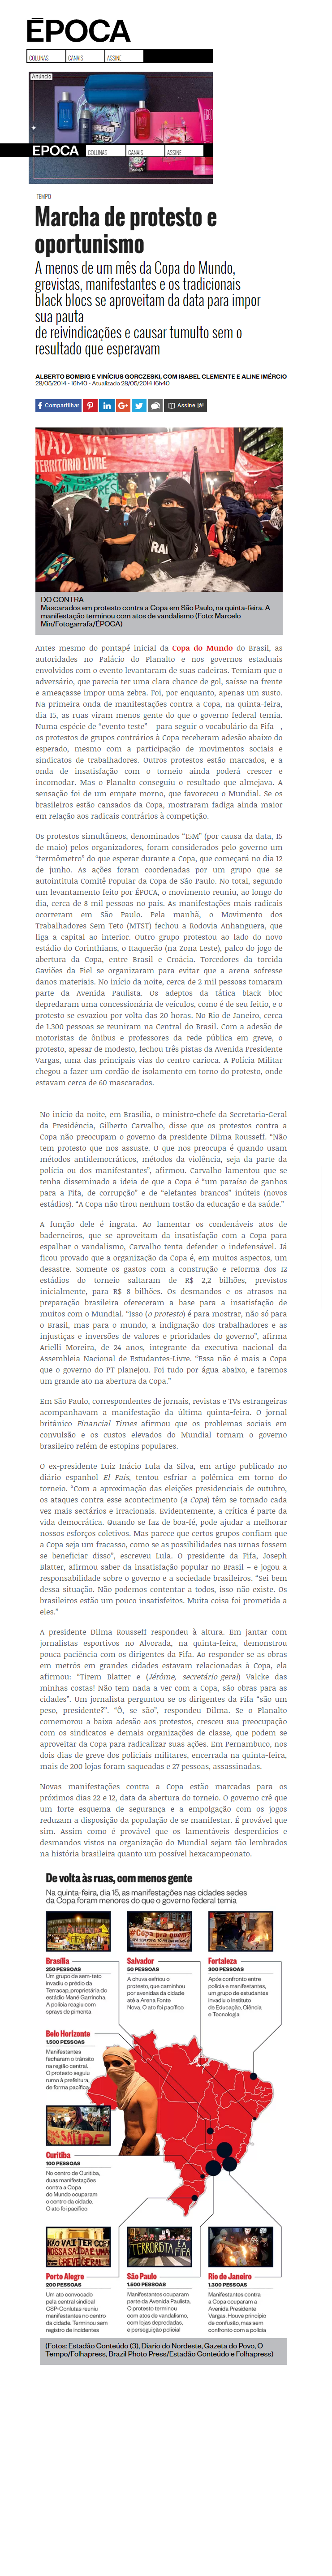 ÉPOCA
COLUNAS CANAIS ASSINE
Anúncio
ÉPOCA COLUNAS CANAIS ASSINE
TEMPO
Marcha de protesto e
oportunismo
A menos de um mês da Copa do Mundo,
grevistas, manifestantes e os tradicionais
black blocs se aproveitam da data para impor
sua pauta
de reivindicações e causar tumulto sem o
resultado que esperavam
ALBERTO BOMBIG E VINÍCIUS GORCZESKI, COM ISABEL CLEMENTE E ALINE IMÉRCIO
28/05/2014 - 16h40 - Atualizado 28/05/2014 16h40
Compartilhar Assine já!
TERRITÓRIO LIVRE
DO CONTRA
Mascarados em protesto contra a Copa em São Paulo, na quinta-feira. A
manifestação terminou com atos de vandalismo (Foto: Marcelo
Min/Fotogarrafa/ÉPOCA)
Antes mesmo do pontapé inicial da Copa do Mundo do Brasil, as
autoridades no Palácio do Planalto e nos governos estaduais
envolvidos com o evento levantaram de suas cadeiras. Temiam que o
adversário, que parecia ter uma clara chance de gol, saísse na frente
e ameaçasse impor uma zebra. Foi, por enquanto, apenas um susto.
Na primeira onda de manifestações contra a Copa, na quinta-feira,
dia 15, as ruas viram menos gente do que o governo federal temia.
Numa espécie de “evento teste” – para seguir o vocabulário da Fifa –,
os protestos de grupos contrários à Copa receberam adesão abaixo do
esperado, mesmo com a participação de movimentos sociais e
sindicatos de trabalhadores. Outros protestos estão marcados, e a
onda de insatisfação com o torneio ainda poderá crescer e
incomodar. Mas o Planalto conseguiu o resultado que almejava. A
sensação foi de um empate morno, que favoreceu o Mundial. Se os
brasileiros estão cansados da Copa, mostraram fadiga ainda maior
em relação aos radicais contrários à competição.
Os protestos simultâneos, denominados “15M” (por causa da data, 15
de maio) pelos organizadores, foram considerados pelo governo um
“termômetro” do que esperar durante a Copa, que começará no dia 12
de junho. As ações foram coordenadas por um grupo que se
autointitula Comitê Popular da Copa de São Paulo. No total, segundo
um levantamento feito por ÉPOCA, o movimento reuniu, ao longo do
dia, cerca de 8 mil pessoas no país. As manifestações mais radicais
ocorreram em São Paulo. Pela manhã, o Movimento dos
Trabalhadores Sem Teto (MTST) fechou a Rodovia Anhanguera, que
liga a capital ao interior. Outro grupo protestou ao lado do novo
estádio do Corinthians, o Itaquerão (na Zona Leste), palco do jogo de
abertura da Copa, entre Brasil e Croácia. Torcedores da torcida
Gaviões da Fiel se organizaram para evitar que a arena sofresse
danos materiais. No início da noite, cerca de 2 mil pessoas tomaram
parte da Avenida Paulista. Os adeptos da tática black bloc
depredaram uma concessionária de veículos, como é de seu feitio, e o
protesto se esvaziou por volta das 20 horas. No Rio de Janeiro, cerca
de 1.300 pessoas se reuniram na Central do Brasil. Com a adesão de
motoristas de ônibus e professores da rede pública em greve, o
protesto, apesar de modesto, fechou três pistas da Avenida Presidente
Vargas, uma das principais vias do centro carioca. A Polícia Militar
chegou a fazer um cordão de isolamento em torno do protesto, onde
estavam cerca de 60 mascarados.
No início da noite, em Brasília, o ministro-chefe da Secretaria-Geral
da Presidência, Gilberto Carvalho, disse que os protestos contra a
Copa não preocupam o governo da presidente Dilma Rousseff. “Não
tem protesto que nos assuste. O que nos preocupa é quando usam
métodos antidemocráticos, métodos da violência, seja da parte da
polícia ou dos manifestantes”, afirmou. Carvalho lamentou que se
tenha disseminado a ideia de que a Copa é “um paraíso de ganhos
para a Fifa, de corrupção” e de “elefantes brancos” inúteis (novos
estádios). “A Copa não tirou nenhum tostão da educação e da saúde.”
A função dele é ingrata. Ao lamentar os condenáveis atos de
baderneiros, que se aproveitam da insatisfação com a Copa para
espalhar o vandalismo, Carvalho tenta defender o indefensável. Já
ficou provado que a organização da Copa é, em muitos aspectos, um
desastre. Somente os gastos com a construção e reforma dos 12
estádios do torneio saltaram de R$ 2,2 bilhões, previstos
inicialmente, para R$ 8 bilhões. Os desmandos e os atrasos na
preparação brasileira ofereceram a base para a insatisfação de
muitos com o Mundial. “Isso (o protesto) é para mostrar, não só para
o Brasil, mas para o mundo, a indignação dos trabalhadores e as
injustiças e inversões de valores e prioridades do governo”, afirma
Arielli Moreira, de 24 anos, integrante da executiva nacional da
Assembleia Nacional de Estudantes-Livre. “Essa não é mais a Copa
que o governo do PT planejou. Foi tudo por água abaixo, e faremos
um grande ato na abertura da Copa.”
Em São Paulo, correspondentes de jornais, revistas e TVs estrangeiras
acompanhavam a manifestação da última quinta-feira. O jornal
britânico Financial Times afirmou que os problemas sociais em
convulsão e os custos elevados do Mundial tornam o governo
brasileiro refém de estopins populares.
O ex-presidente Luiz Inácio Lula da Silva, em artigo publicado no
diário espanhol El País, tentou esfriar a polêmica em torno do
torneio. “Com a aproximação das eleições presidenciais de outubro,
os ataques contra esse acontecimento (a Copa) têm se tornado cada
vez mais sectários e irracionais. Evidentemente, a crítica é parte da
vida democrática. Quando se faz de boa-fé, pode ajudar a melhorar
nossos esforços coletivos. Mas parece que certos grupos confiam que
a Copa seja um fracasso, como se as possibilidades nas urnas fossem
se beneficiar disso”, escreveu Lula. O presidente da Fifa, Joseph
Blatter, afirmou saber da insatisfação popular no Brasil – e jogou a
responsabilidade sobre o governo e a sociedade brasileiros. “Sei bem
dessa situação. Não podemos contentar a todos, isso não existe. Os
brasileiros estão um pouco insatisfeitos. Muita coisa foi prometida a
eles.”
A presidente Dilma Rousseff respondeu à altura. Em jantar com
jornalistas esportivos no Alvorada, na quinta-feira, demonstrou
pouca paciência com os dirigentes da Fifa. Ao responder se as obras
em metrôs em grandes cidades estavam relacionadas à Copa, ela
afirmou: “Tirem Blatter e (Jérôme, secretário-geral) Valcke das
minhas costas! Não tem nada a ver com a Copa, são obras para as
cidades”. Um jornalista perguntou se os dirigentes da Fifa “são um
peso, presidente?”. “Ô, se são”, respondeu Dilma. Se o Planalto
comemorou a baixa adesão aos protestos, cresceu sua preocupação
com os sindicatos e demais organizações de classe, que podem se
aproveitar da Copa para radicalizar suas ações. Em Pernambuco, nos
dois dias de greve dos policiais militares, encerrada na quinta-feira,
mais de 200 lojas foram saqueadas e 27 pessoas, assassinadas.
Novas manifestações contra a Copa estão marcadas para os
próximos dias 22 e 12, data da abertura do torneio. O governo crê que
um forte esquema de segurança e a empolgação com os jogos
reduzam a disposição da população de se manifestar. É provável que
sim. Assim como é provável que os lamentáveis desperdícios e
desmandos vistos na organização do Mundial sejam tão lembrados
na história brasileira quanto um possível hexacampeonato.
De volta às ruas, com menos gente
Na quinta-feira, dia 15, as manifestações nas cidades sedes
da Copa foram menores do que o governo federal temia
Brasília
250 PESSOAS
Um grupo de sem-teto
invadiu o prédio da
Terracap, proprietária do
estádio Mané Garrincha.
A polícia reagiu com
sprays de pimenta
Salvador
50 PESSOAS
A chuva esfriou o
protesto, que caminhou
por avenidas da cidade
até a Arena Fonte
Nova. O ato foi pacífico
Fortaleza
300 PESSOAS
Após confronto entre
polícia e manifestantes,
um grupo de estudantes
invadiu o Instituto
de Educação, Ciência
e Tecnologia
Belo Horizonte
1.500 PESSOAS
Manifestantes
fecharam o trânsito
na região central.
O protesto seguiu
rumo à prefeitura,
de forma pacífica
SAÚDE
Curitiba
100 PESSOAS
No centro de Curitiba,
duas manifestações
contra a Copa
do Mundo ocuparam
o centro da cidade.
O ato foi pacífico
NÃO VAI TER COP
NOSSA SAÍDA É UMA
GREVE GERAL
TERRORISTA
Porto Alegre
200 PESSOAS
Um ato convocado
pela central sindical
CSP-Conlutas reuniu
manifestantes no centro
da cidade. Terminou sem
registro de incidentes
São Paulo
1.500 PESSOAS
Manifestantes ocuparam
parte da Avenida Paulista.
O protesto terminou
com atos de vandalismo,
com lojas depredadas,
e perseguição policial
Rio de Janeiro
1.300 PESSOAS
Manifestantes contra
a Copa ocuparam a
Avenida Presidente
Vargas. Houve princípio
de confusão, mas sem
confronto com a polícia
(Fotos: Estadão Conteúdo (3), Diario do Nordeste, Gazeta do Povo, O
Tempo/Folhapress, Brazil Photo Press/Estadão Conteúdo e Folhapress)